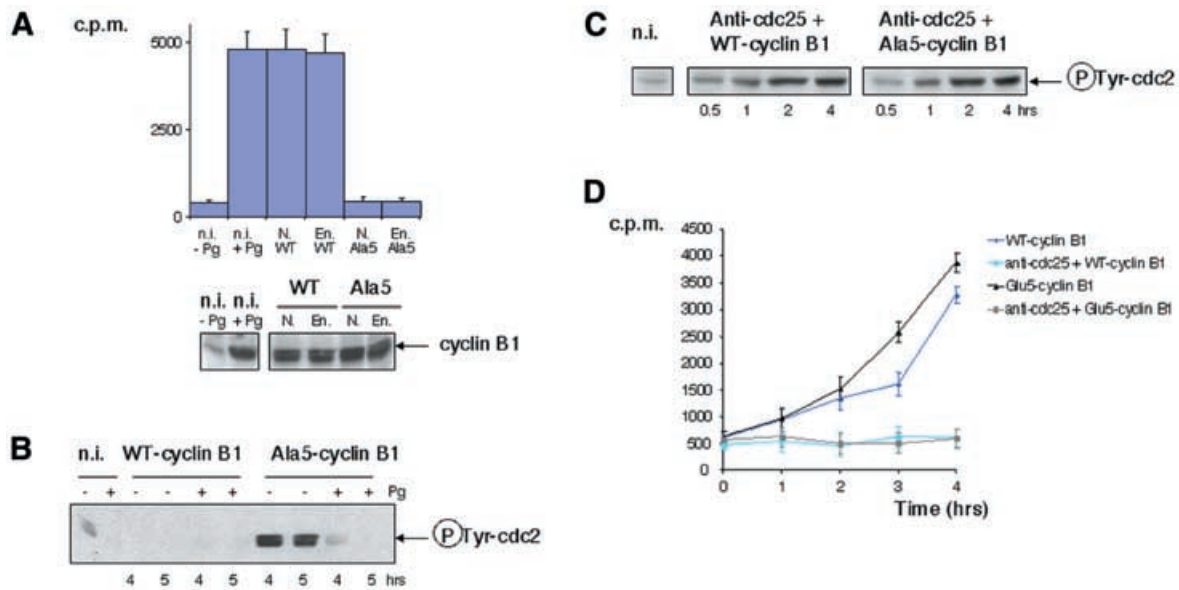 A
c.p.m.
5000
2500
0
n.i. - Pg
n.i. + Pg
N. WT
En. WT
N. Ala5
En. Ala5
n.i. n.i. WT Ala5
- Pg + Pg N. En. N. En.
cyclin B1
B
n.i. WT-cyclin B1 Ala5-cyclin B1
- + - - + + - - + + Pg
P Tyr-cdc2
4 5 4 5 4 5 4 5 hrs
C
n.i.
Anti-cdc25 +
WT-cyclin B1
Anti-cdc25 +
Ala5-cyclin B1
P Tyr-cdc2
0.5 1 2 4 0.5 1 2 4 hrs
D
c.p.m.
4500
4000
3500
3000
2500
2000
1500
1000
500
0
0 1 2 3 4
Time (hrs)
WT-cyclin B1
anti-cdc25 + WT-cyclin B1
Glu5-cyclin B1
anti-cdc25 + Glu5-cyclin B1